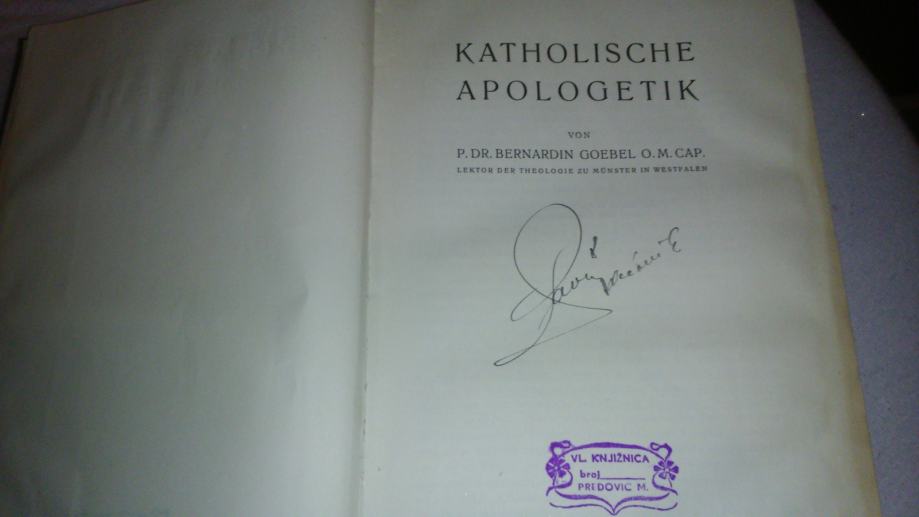 KATHOLISCHE
APOLOGETIK
VON
P. DR. BERNARDIN GOEBEL O. M. CAP.
LEKTOR DER THEOLOGIE ZU MÜNSTER IN WESTFALEN
VL. KNJIŽNICA
broj
PREDOVIC M.